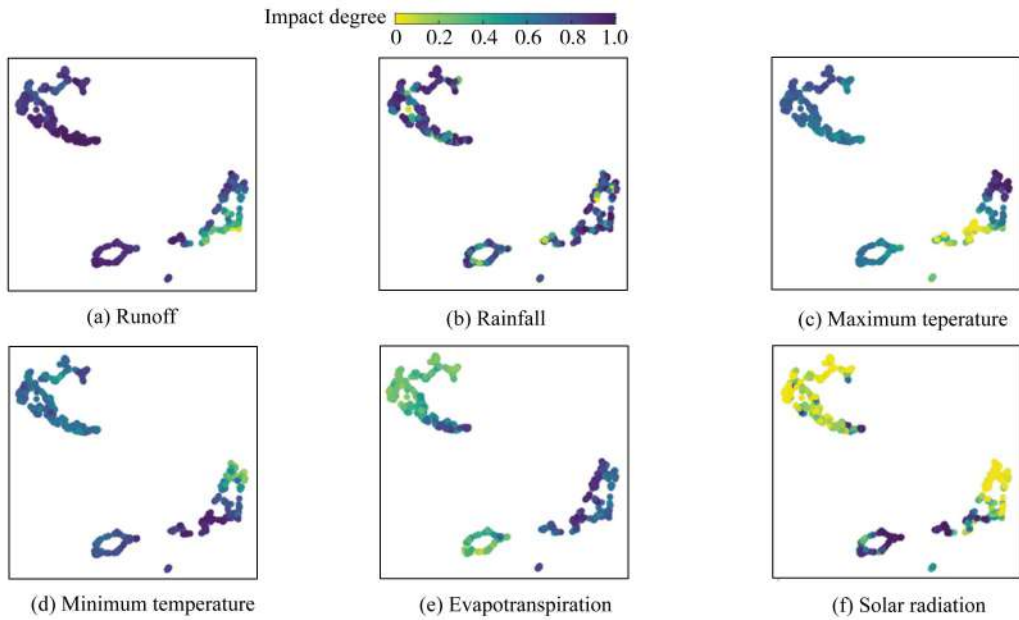 Impact degree
0 0.2 0.4 0.6 0.8 1.0
(a) Runoff
(b) Rainfall
(c) Maximum teperature
(d) Minimum temperature
(e) Evapotranspiration
(f) Solar radiation